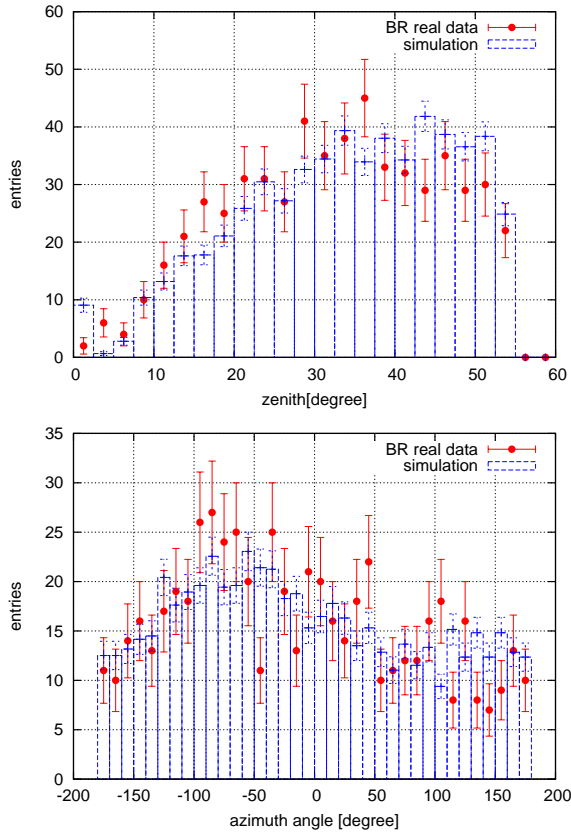 60
50
40
30
20
10
0
entries
BR real data
simulation
0 10 20 30 40 50 60
zenith[degree]
35
30
25
20
15
10
5
0
entries
BR real data
simulation
-200 -150 -100 -50 0 50 100 150 200
azimuth angle [degree]